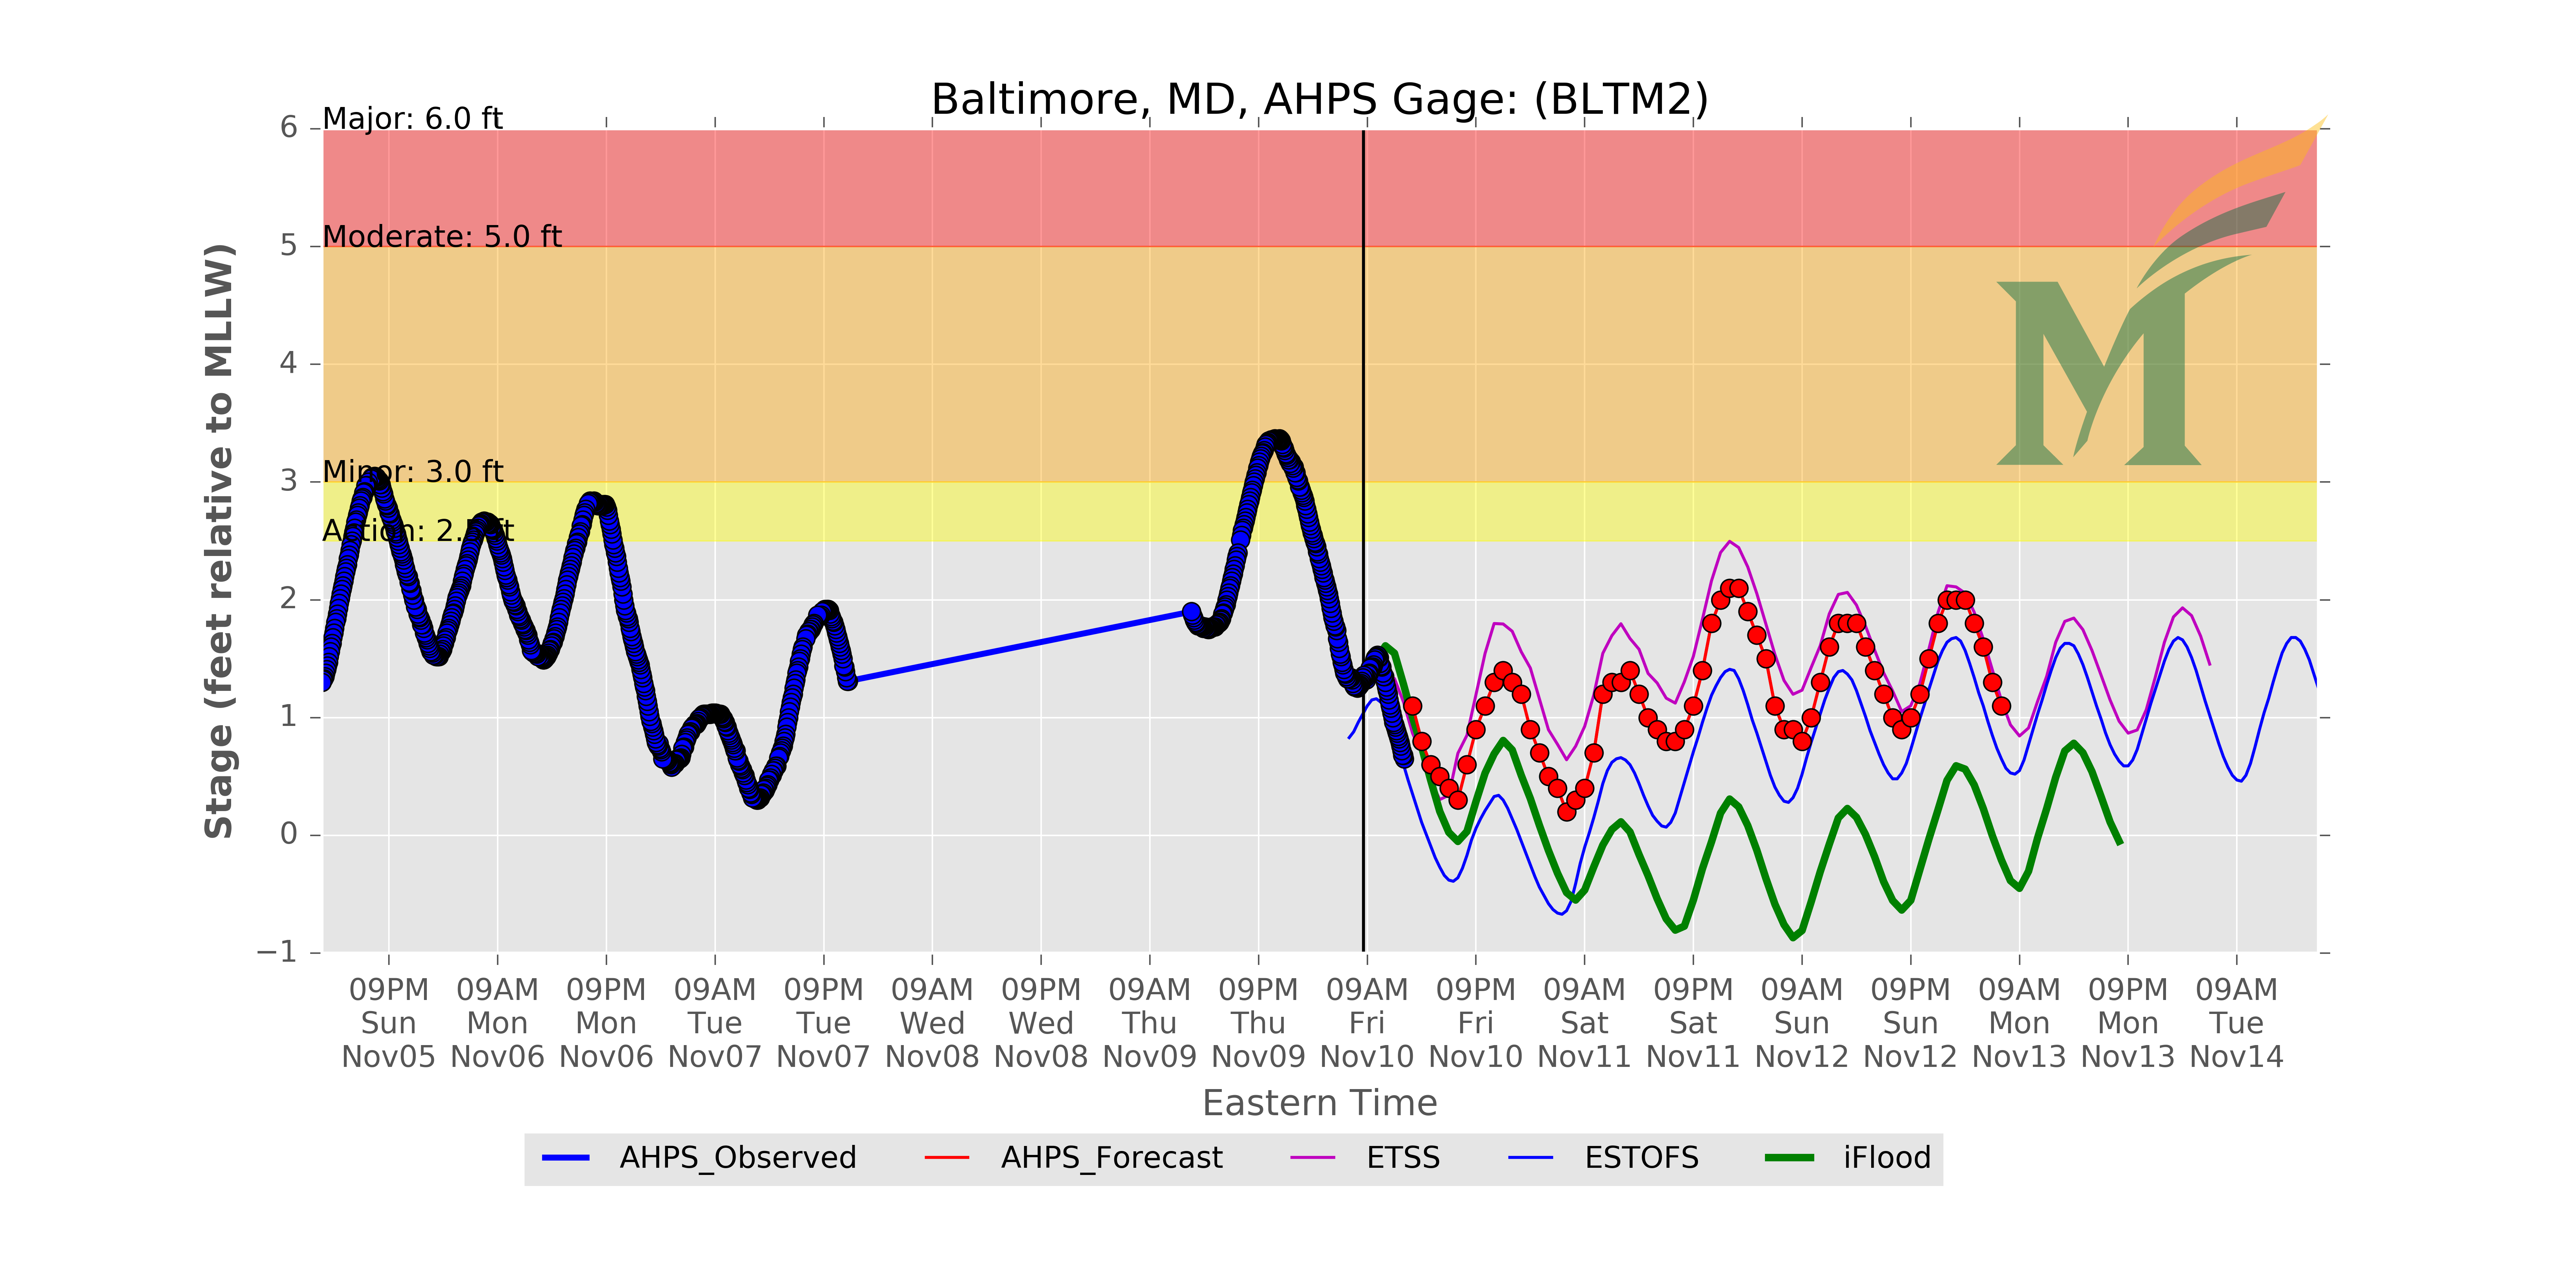 Baltimore, MD, AHPS Gage: (BLTM2)
Major: 6.0 ft
Moderate: 5.0 ft
Minor: 3.0 ft
Action: 2.5 ft
6
5
4
3
2
1
0
−1
Stage (feet relative to MLLW)
09PM 09AM 09PM 09AM 09PM 09AM 09PM 09AM 09PM 09AM 09PM 09AM 09PM 09AM 09PM 09AM 09PM 09AM
Sun Mon Mon Tue Tue Wed Wed Thu Thu Fri Fri Sat Sat Sun Sun Mon Mon Tue
Nov05 Nov06 Nov06 Nov07 Nov07 Nov08 Nov08 Nov09 Nov09 Nov10 Nov10 Nov11 Nov11 Nov12 Nov12 Nov13 Nov13 Nov14
Eastern Time
AHPS_Observed AHPS_Forecast ETSS ESTOFS iFlood
M